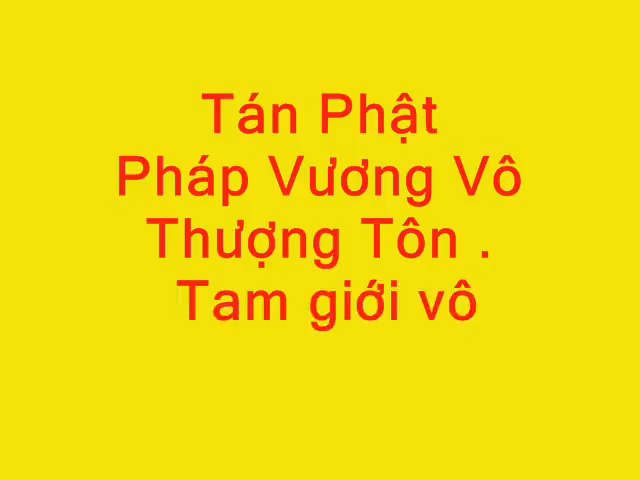 Tán Phật
Pháp Vương Vô
Thượng Tôn .
Tam giới vô